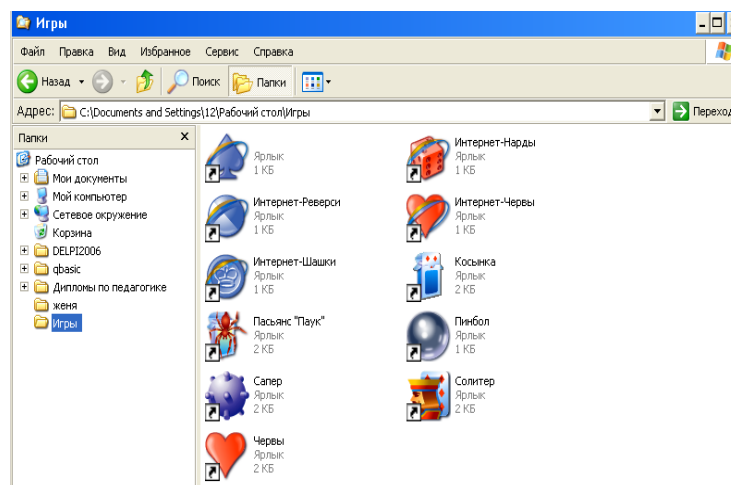 Игры
Файл Правка Вид Избранное Сервис Справка
Назад Поиск Папки
Адрес: C:\Documents and Settings\12\Рабочий стол\Игры Переход
Папки x
Рабочий стол
Мои документы
Мой компьютер
Сетевое окружение
Корзина
DELPI2006
qbasic
Дипломы по педагогике
женя
Игры
Ярлык
1 КБ
Интернет-Нарды
Ярлык
1 КБ
Интернет-Реверси
Ярлык
1 КБ
Интернет-Червы
Ярлык
1 КБ
Интернет-Шашки
Ярлык
1 КБ
Косынка
Ярлык
2 КБ
Пасьянс "Паук"
Ярлык
2 КБ
Пинбол
Ярлык
1 КБ
Сапер
Ярлык
2 КБ
Солитер
Ярлык
2 КБ
Червы
Ярлык
2 КБ